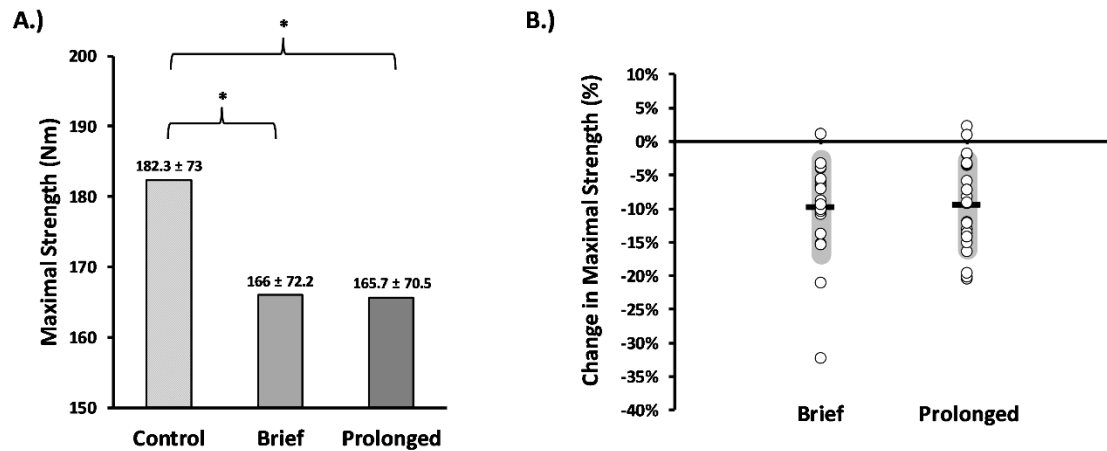 A.)
Maximal Strength (Nm)
200
190
180
170
160
150
*
*
182.3 ± 73
166 ± 72.2
165.7 ± 70.5
Control
Brief
Prolonged
B.)
Change in Maximal Strength (%)
10%
5%
0%
-5%
-10%
-15%
-20%
-25%
-30%
-35%
-40%
Brief
Prolonged